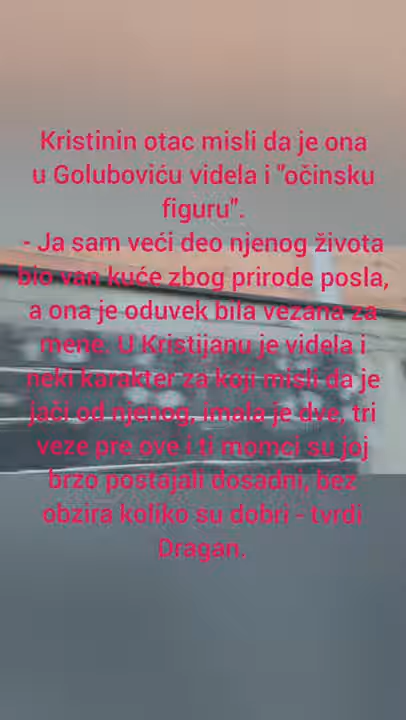 Kristinin otac misli da je ona
u Goluboviću videla i "očinsku
figuru".
- Ja sam veći deo njenog života
bio van kuće zbog prirode posla,
a ona je oduvek bila vezana za
mene. U Kristijanu je videla i
neki karakter za koji misli da je
jači od njenog, imala je dve, tri
veze pre ove i ti momci su joj
brzo postajali dosadni, bez
obzira koliko su dobri - tvrdi
Dragan.